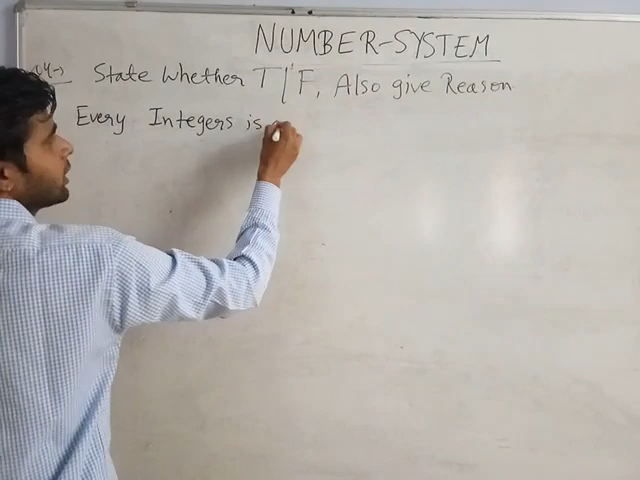 NUMBER-SYSTEM
State Whether T/F, Also give Reason
Every Integers is